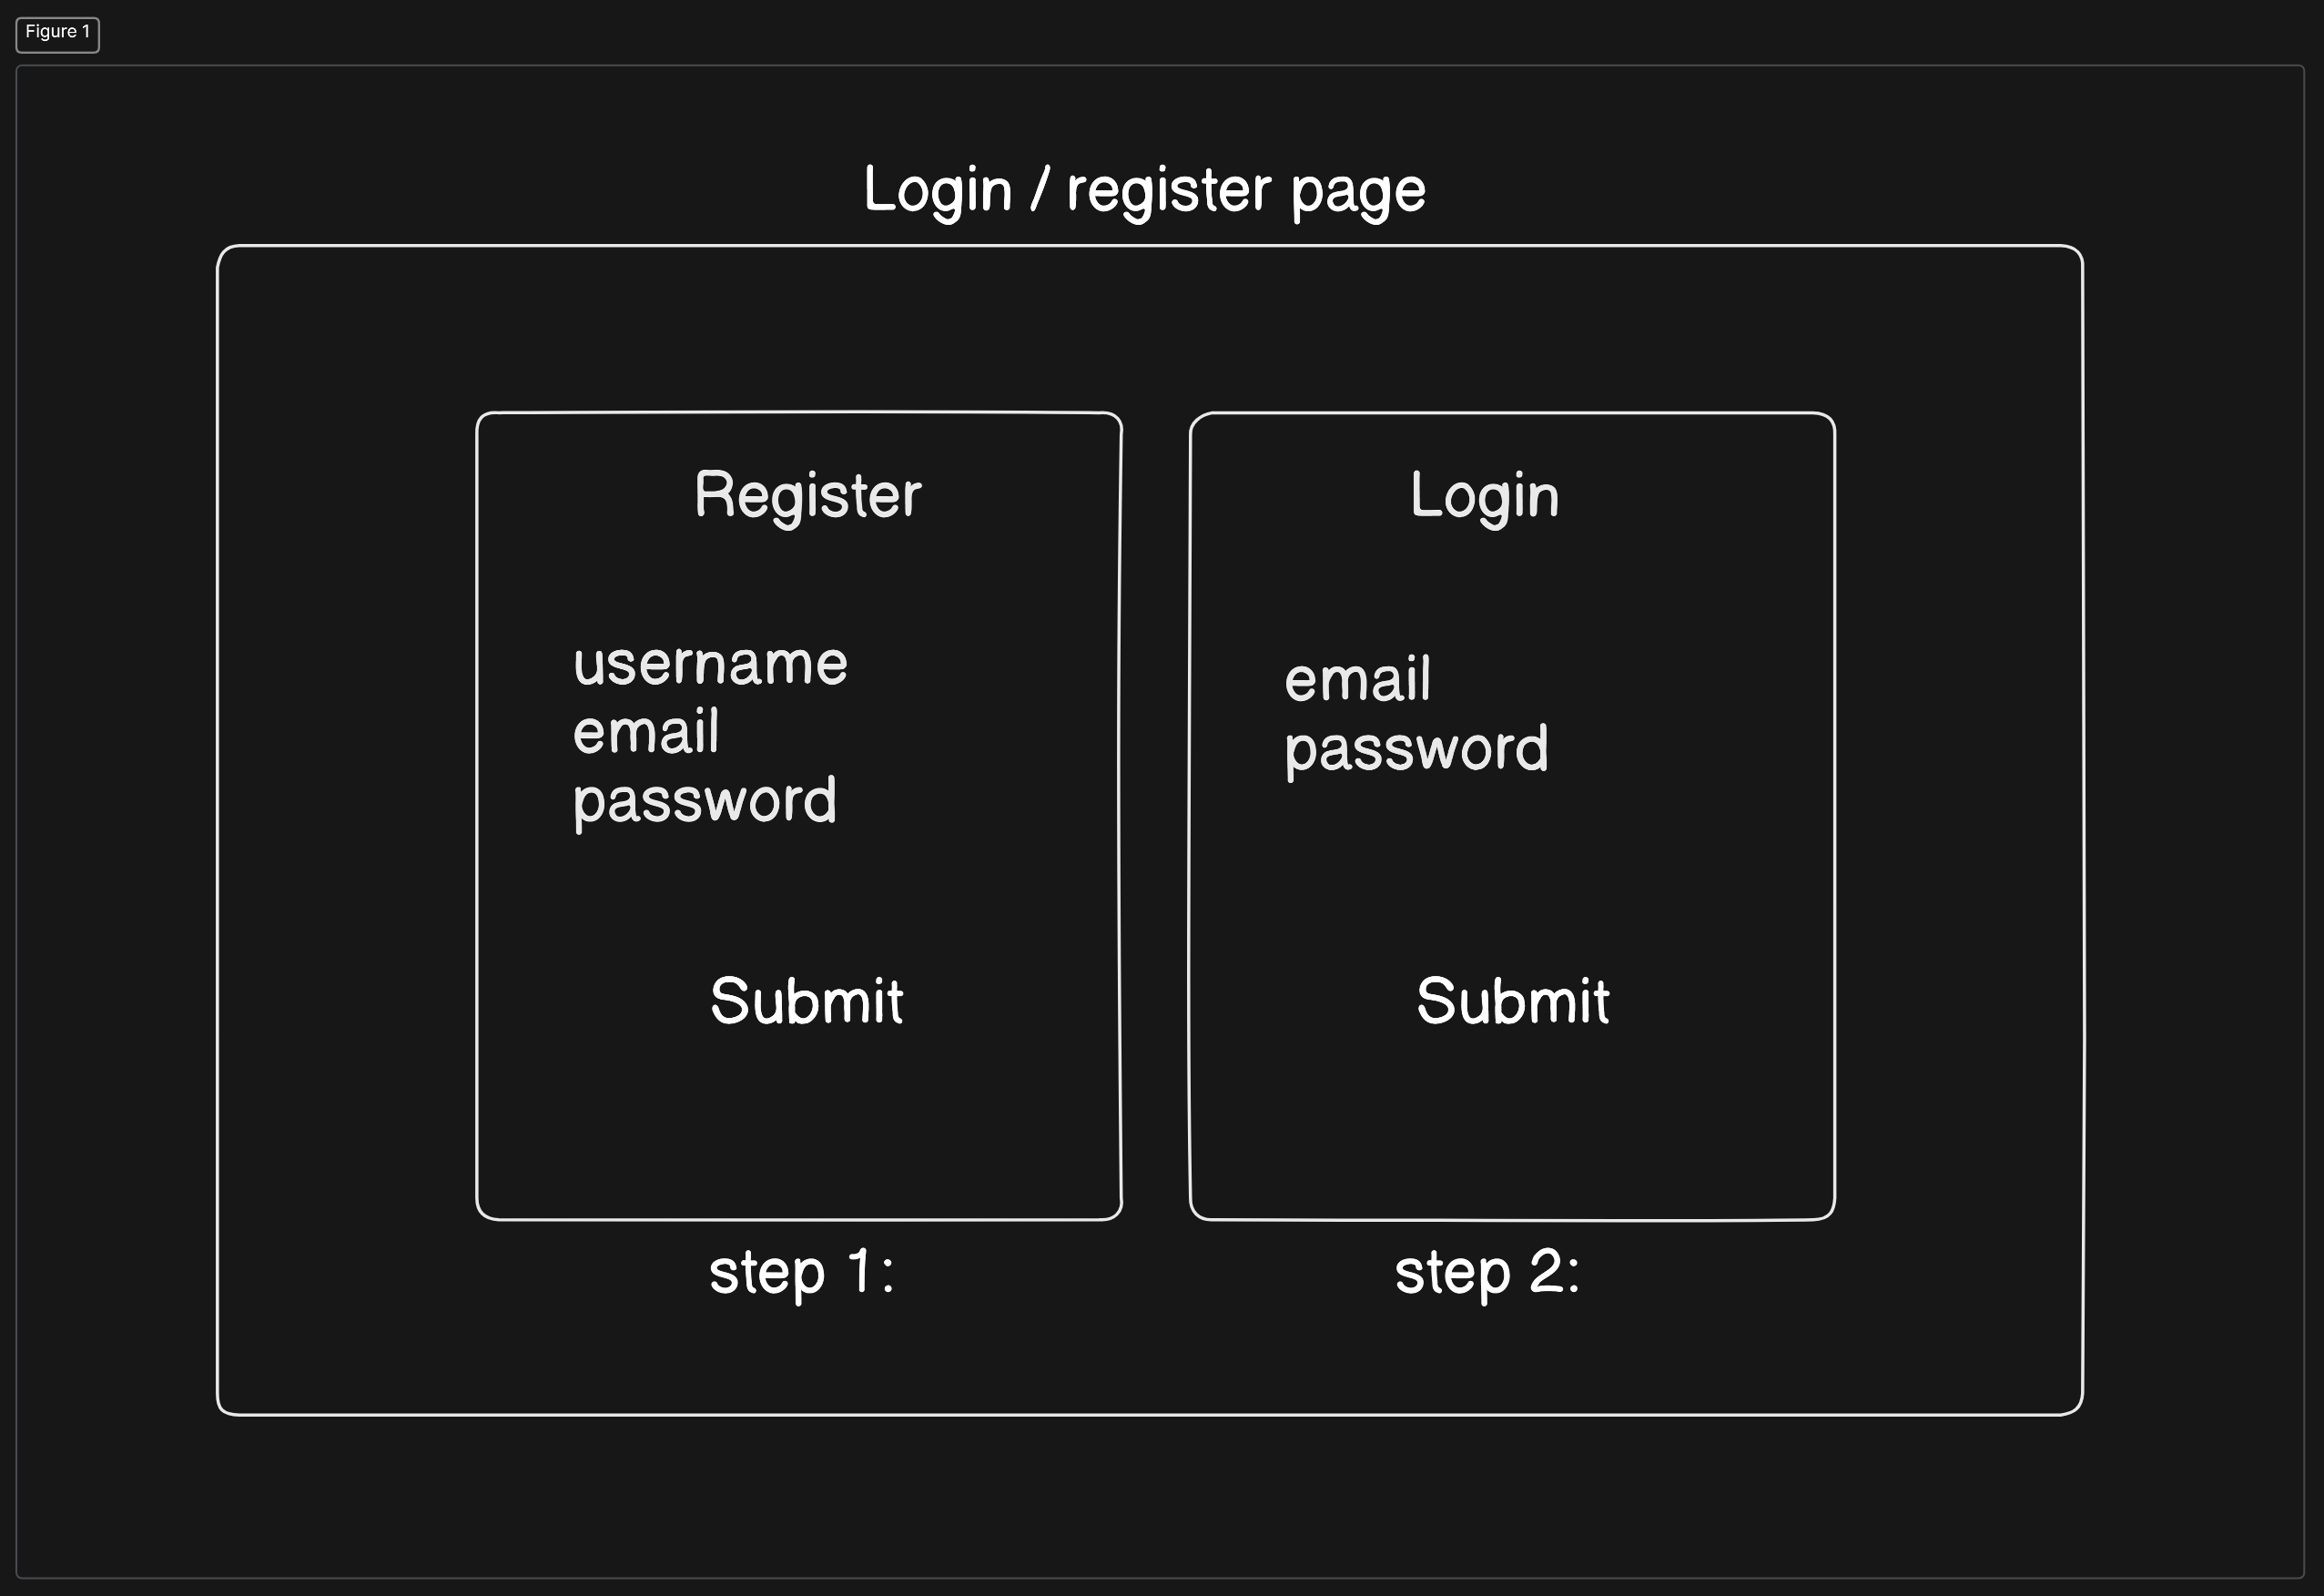 Figure 1
Login / register page
Register
username
email
password
Submit
step 1:
Login
email
password
Submit
step 2: